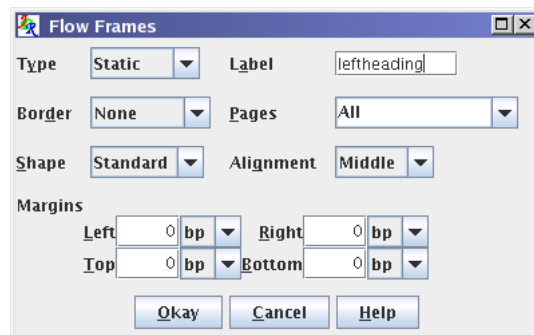 Flow Frames
Type Static Label leftheading
Border None Pages All
Shape Standard Alignment Middle
Margins
Left 0 bp Right 0 bp
Top 0 bp Bottom 0 bp
Okay Cancel Help